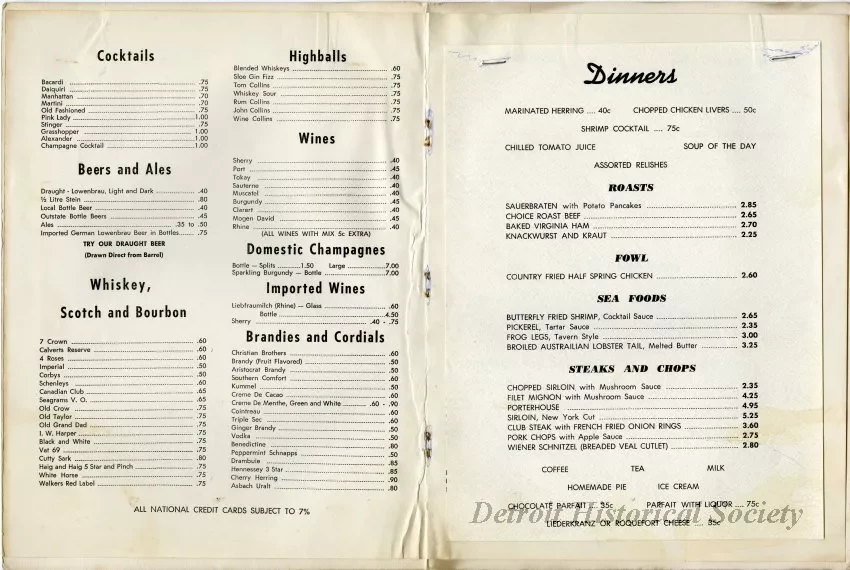 Cocktails
Bacardi .75
Daiquiri .75
Manhattan .70
Martini .70
Old Fashioned .75
Pink Lady 1.00
Stinger .75
Grasshopper 1.00
Alexander 1.00
Champagne Cocktail 1.00
Beers and Ales
Draught - Lowenbrau, Light and Dark .40
½ Litre Stein .80
Local Bottle Beer .40
Outstate Bottle Beers .45
Ales .35 to .50
Imported German Lowenbrau Beer in Bottles .75
TRY OUR DRAUGHT BEER
(Drawn Direct from Barrel)
Whiskey,
Scotch and Bourbon
7 Crown .60
Calverts Reserve .60
4 Roses .60
Imperial .50
Corbys .50
Schenleys .60
Canadian Club .65
Seagrams V. O. .65
Old Crow .75
Old Taylor .75
Old Grand Dad .75
I. W. Harper .75
Black and White .75
Vat 69 .75
Cutty Sark .80
Haig and Haig 5 Star and Pinch .75
White Horse .75
Walkers Red Label .75
Highballs
Blended Whiskeys .60
Sloe Gin Fizz .75
Tom Collins .75
Whiskey Sour .75
Rum Collins .75
John Collins .75
Wine Collins .75
Wines
Sherry .40
Port .45
Tokay .40
Sauterne .40
Muscatol .40
Burgundy .45
Clarert .40
Mogen David .45
Rhine .40
(ALL WINES WITH MIX 5c EXTRA)
Domestic Champagnes
Bottle — Splits 1.50 Large 7.00
Sparkling Burgundy — Bottle 7.00
Imported Wines
Liebfraumilch (Rhine) — Glass .60
Bottle 4.50
Sherry .40 - .75
Brandies and Cordials
Christian Brothers .60
Brandy (Fruit Flavored) .50
Aristocrat Brandy .50
Southern Comfort .60
Kummel .50
Creme De Cacao .60
Creme De Menthe, Green and White .60 - .90
Cointreau .60
Triple Sec .60
Ginger Brandy .50
Vodka .50
Benedictine .80
Peppermint Schnapps .50
Drambuie .85
Hennessey 3 Star .85
Cherry Herring .90
Asbach Uralt .80
ALL NATIONAL CREDIT CARDS SUBJECT TO 7%
Dinners
MARINATED HERRING .... 40c CHOPPED CHICKEN LIVERS .... 50c
SHRIMP COCKTAIL .... 75c
CHILLED TOMATO JUICE SOUP OF THE DAY
ASSORTED RELISHES
ROASTS
SAUERBRATEN with Potato Pancakes 2.85
CHOICE ROAST BEEF 2.65
BAKED VIRGINIA HAM 2.70
KNACKWURST AND KRAUT 2.25
FOWL
COUNTRY FRIED HALF SPRING CHICKEN 2.60
SEA FOODS
BUTTERFLY FRIED SHRIMP, Cocktail Sauce 2.65
PICKEREL, Tartar Sauce 2.35
FROG LEGS, Tavern Style 3.00
BROILED AUSTRAILIAN LOBSTER TAIL, Melted Butter 3.25
STEAKS AND CHOPS
CHOPPED SIRLOIN with Mushroom Sauce 2.35
FILET MIGNON with Mushroom Sauce 4.25
PORTERHOUSE 4.95
SIRLOIN, New York Cut 5.25
CLUB STEAK with FRENCH FRIED ONION RINGS 3.60
PORK CHOPS with Apple Sauce 2.75
WIENER SCHNITZEL (BREADED VEAL CUTLET) 2.80
COFFEE TEA MILK
HOMEMADE PIE ICE CREAM
CHOCOLATE PARFAIT .... 35c PARFAIT WITH LIQUOR .... 75c
Detroit Historical Society
LIEDERKRANZ OR ROQUEFORT CHEESE .... 35c